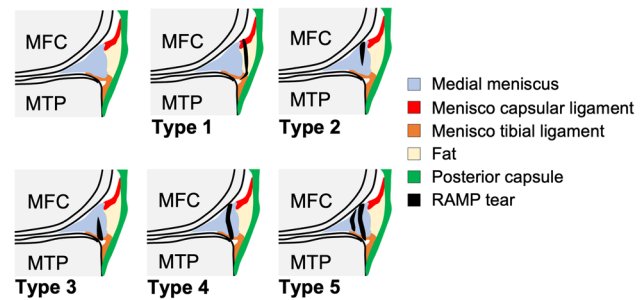 MFC
MTP
MFC
MTP
Type 1
MFC
MTP
Type 2
Medial meniscus
Menisco capsular ligament
Menisco tibial ligament
Fat
Posterior capsule
RAMP tear
MFC
MTP
Type 3
MFC
MTP
Type 4
MFC
MTP
Type 5